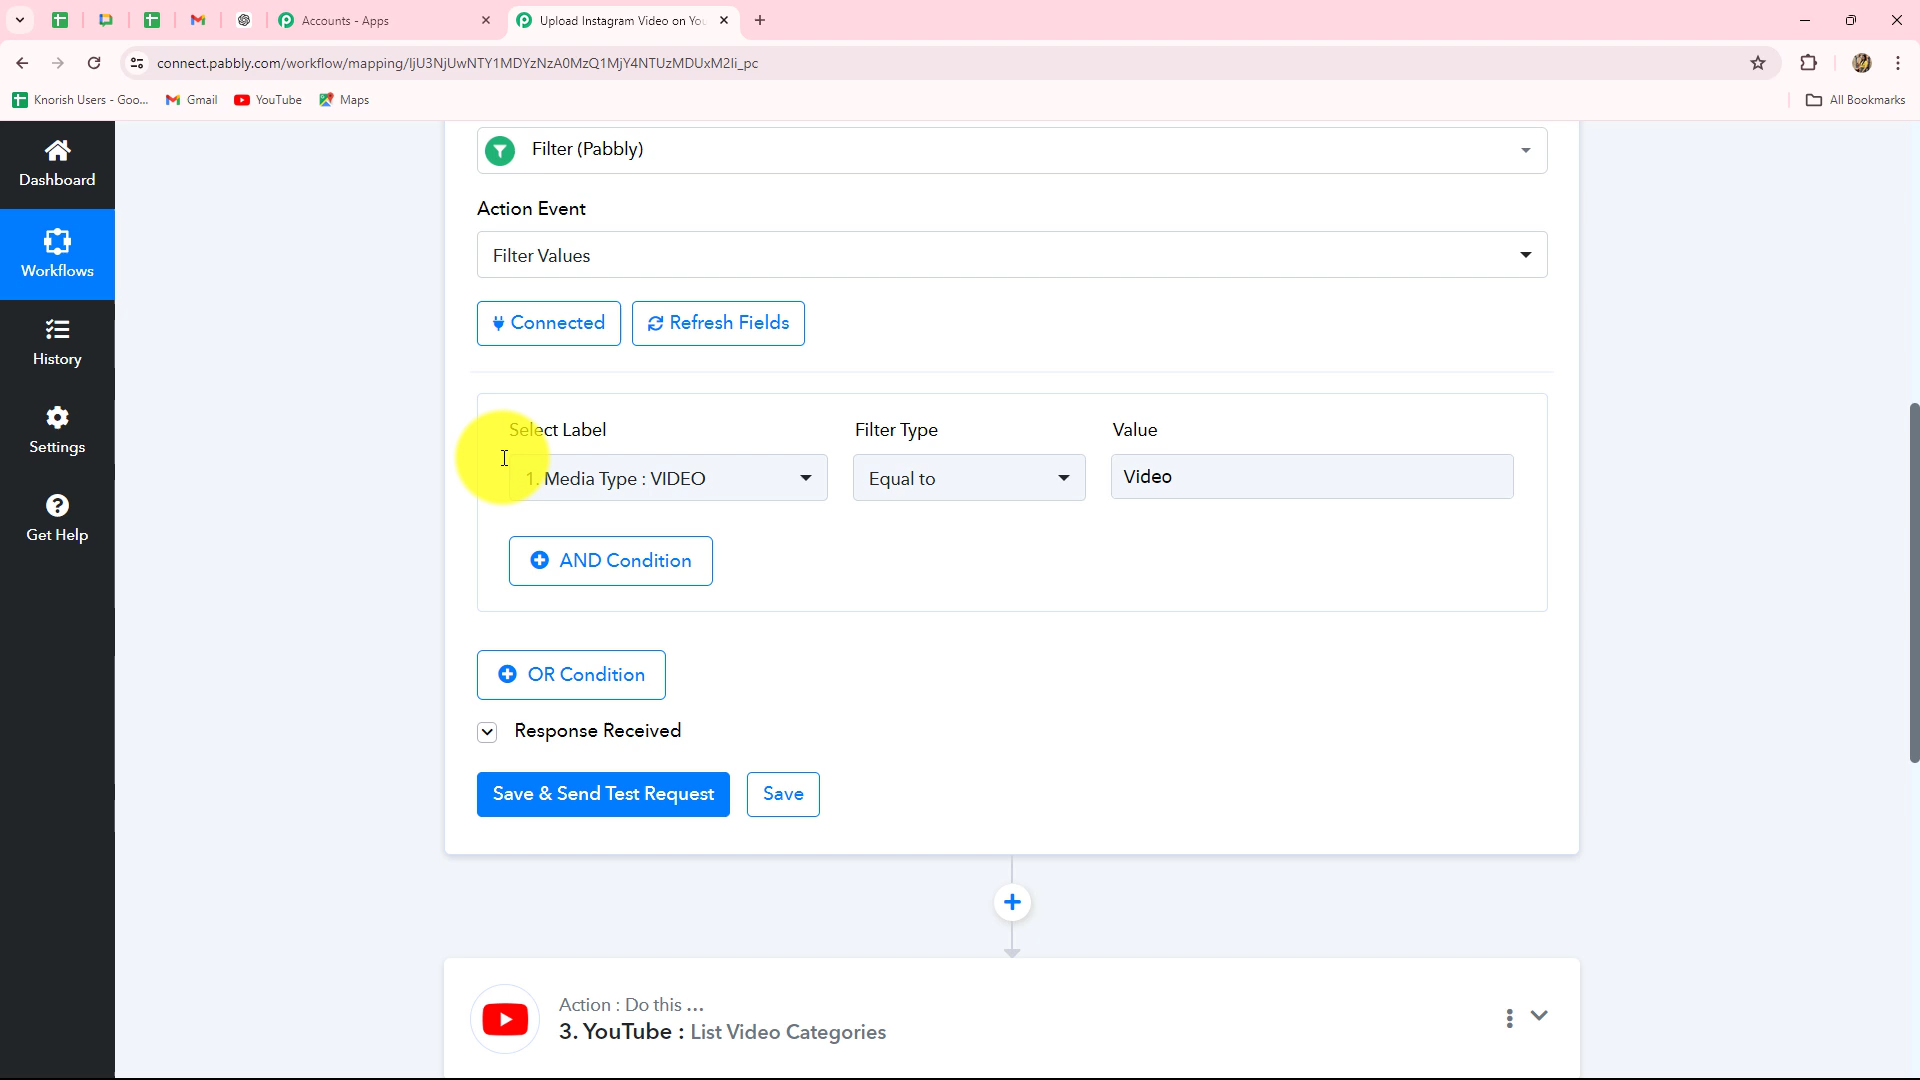 Accounts - Apps
Upload Instagram Video on You
connect.pabbly.com/workflow/mapping/IjU3NjUwNTY1MDYzNzA0MzQ1MjY4NTUzMDUxM2Ii_pc
Knorish Users - Goo...
Gmail
YouTube
Maps
All Bookmarks
Dashboard
Workflows
History
Settings
Get Help
Filter (Pabbly)
Action Event
Filter Values
Connected
Refresh Fields
Select Label
Filter Type
Value
1. Media Type : VIDEO
Equal to
Video
AND Condition
OR Condition
Response Received
Save & Send Test Request
Save
Action : Do this ...
3. YouTube : List Video Categories